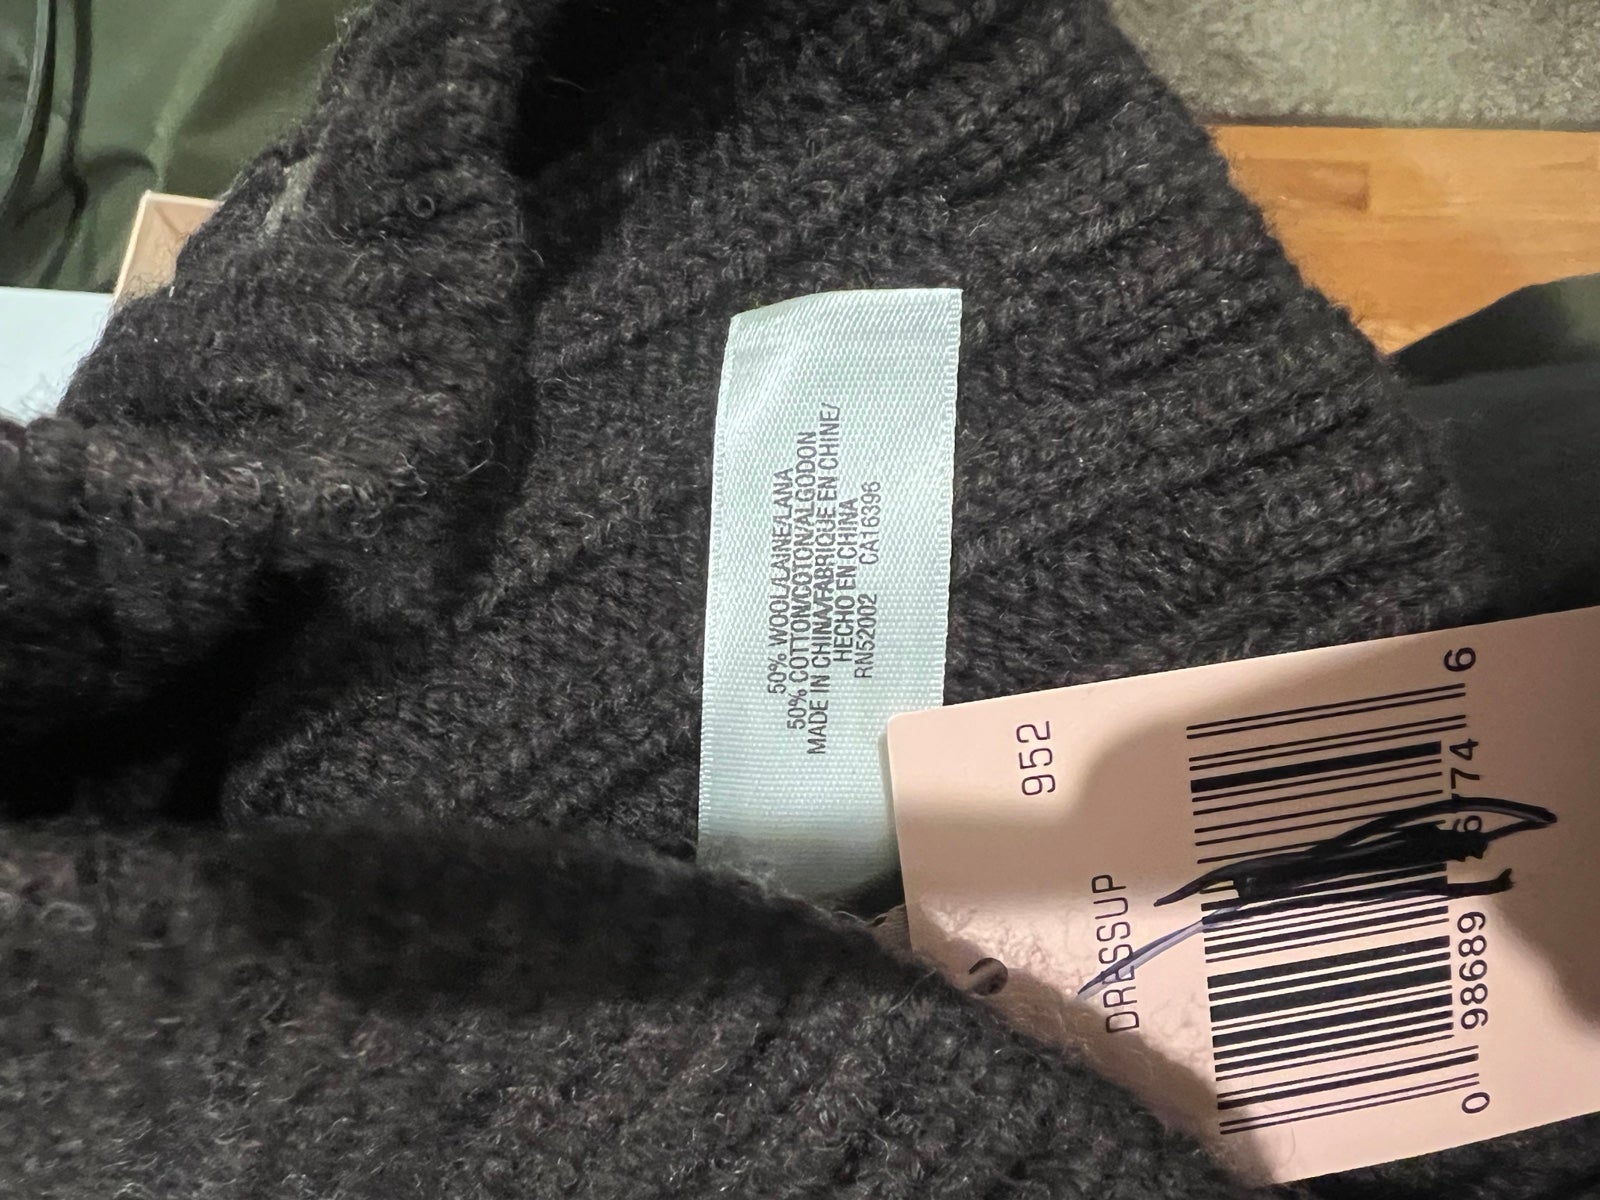 50% WOOL/LAINE/LANA
50% COTTON/COTON/ALGODON
MADE IN CHINA/FABRIQUE EN CHINE/
HECHO EN CHINA
RN52002 CA16396
952
DRESSUP
0 98689 74 6